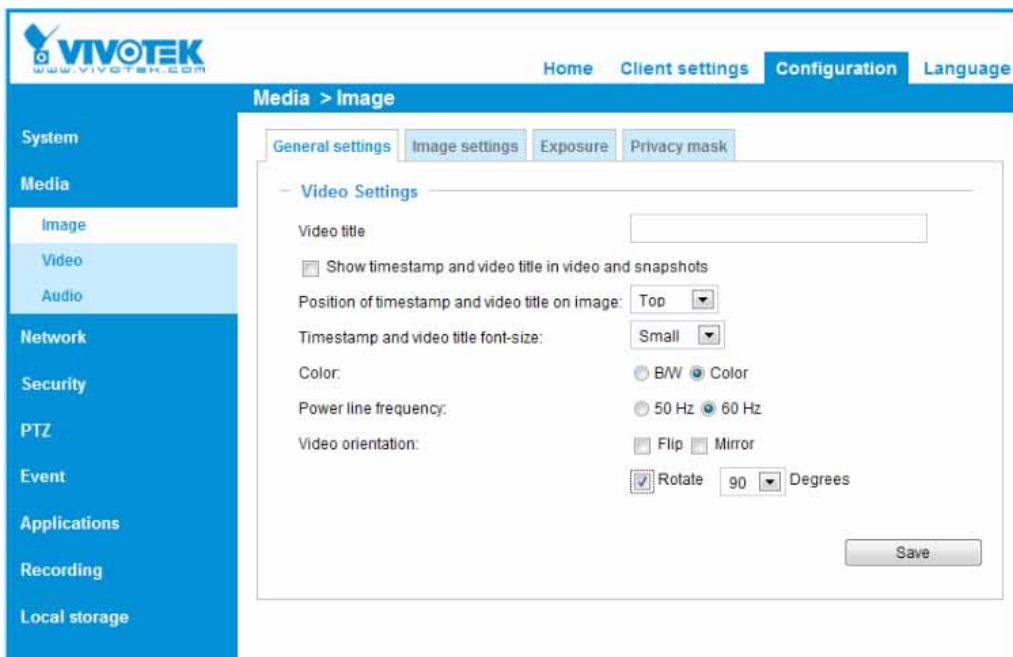 VIVOTEK
www.vivotek.com
Home Client settings Configuration Language
Media > Image
System
Media
Image
Video
Audio
Network
Security
PTZ
Event
Applications
Recording
Local storage
General settings Image settings Exposure Privacy mask
Video Settings
Video title
Show timestamp and video title in video and snapshots
Position of timestamp and video title on image: Top
Timestamp and video title font-size: Small
Color: B/W Color
Power line frequency: 50 Hz 60 Hz
Video orientation: Flip Mirror
Rotate 90 Degrees
Save